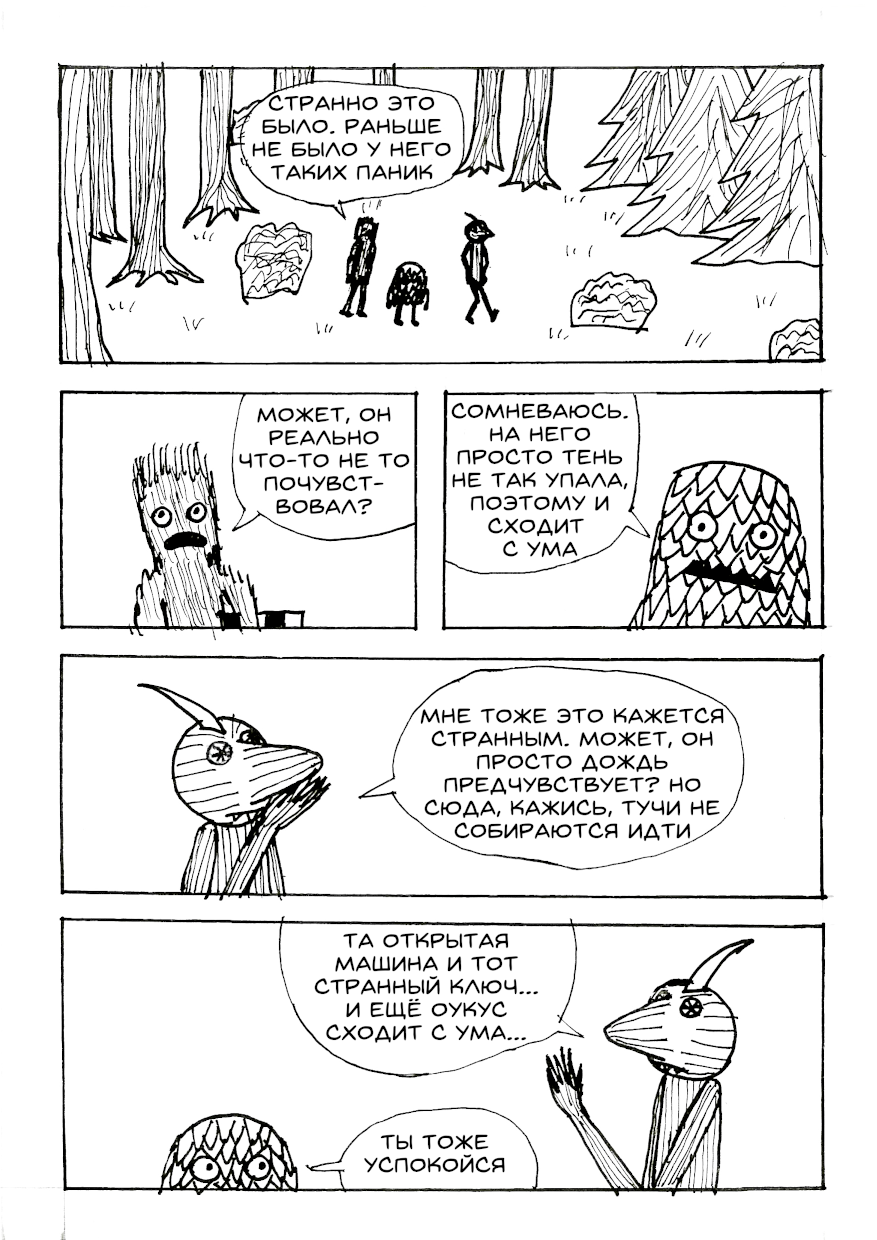 СТРАННО ЭТО
БЫЛО. РАНЬШЕ
НЕ БЫЛО У НЕГО
ТАКИХ ПАНИК
МОЖЕТ, ОН
РЕАЛЬНО
ЧТО-ТО НЕ ТО
ПОЧУВСТ-
ВОВАЛ?
СОМНЕВАЮСЬ.
НА НЕГО
ПРОСТО ТЕНЬ
НЕ ТАК УПАЛА,
ПОЭТОМУ И
СХОДИТ
С УМА
МНЕ ТОЖЕ ЭТО КАЖЕТСЯ
СТРАННЫМ. МОЖЕТ, ОН
ПРОСТО ДОЖДЬ
ПРЕДЧУВСТВУЕТ? НО
СЮДА, КАЖИСЬ, ТУЧИ НЕ
СОБИРАЮТСЯ ИДТИ
ТА ОТКРЫТАЯ
МАШИНА И ТОТ
СТРАННЫЙ КЛЮЧ...
И ЕЩЁ ОУКУС
СХОДИТ С УМА...
ТЫ ТОЖЕ
УСПОКОЙСЯ